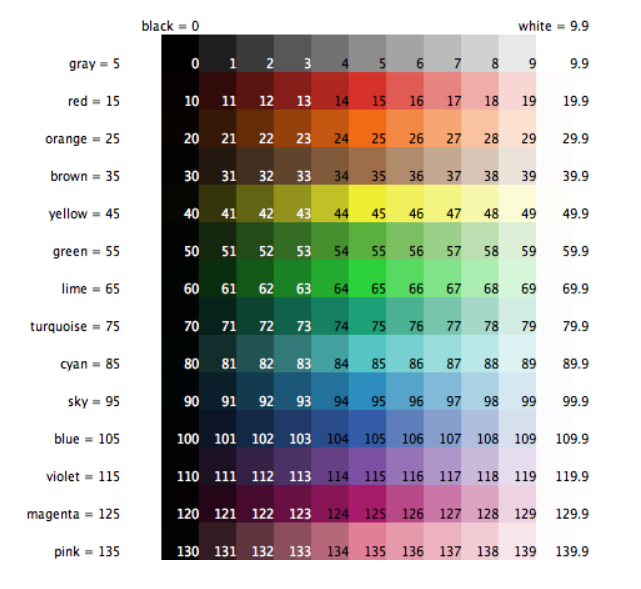 black = 0 white = 9.9
gray = 5 0 1 2 3 4 5 6 7 8 9 9.9
red = 15 10 11 12 13 14 15 16 17 18 19 19.9
orange = 25 20 21 22 23 24 25 26 27 28 29 29.9
brown = 35 30 31 32 33 34 35 36 37 38 39 39.9
yellow = 45 40 41 42 43 44 45 46 47 48 49 49.9
green = 55 50 51 52 53 54 55 56 57 58 59 59.9
lime = 65 60 61 62 63 64 65 66 67 68 69 69.9
turquoise = 75 70 71 72 73 74 75 76 77 78 79 79.9
cyan = 85 80 81 82 83 84 85 86 87 88 89 89.9
sky = 95 90 91 92 93 94 95 96 97 98 99 99.9
blue = 105 100 101 102 103 104 105 106 107 108 109 109.9
violet = 115 110 111 112 113 114 115 116 117 118 119 119.9
magenta = 125 120 121 122 123 124 125 126 127 128 129 129.9
pink = 135 130 131 132 133 134 135 136 137 138 139 139.9